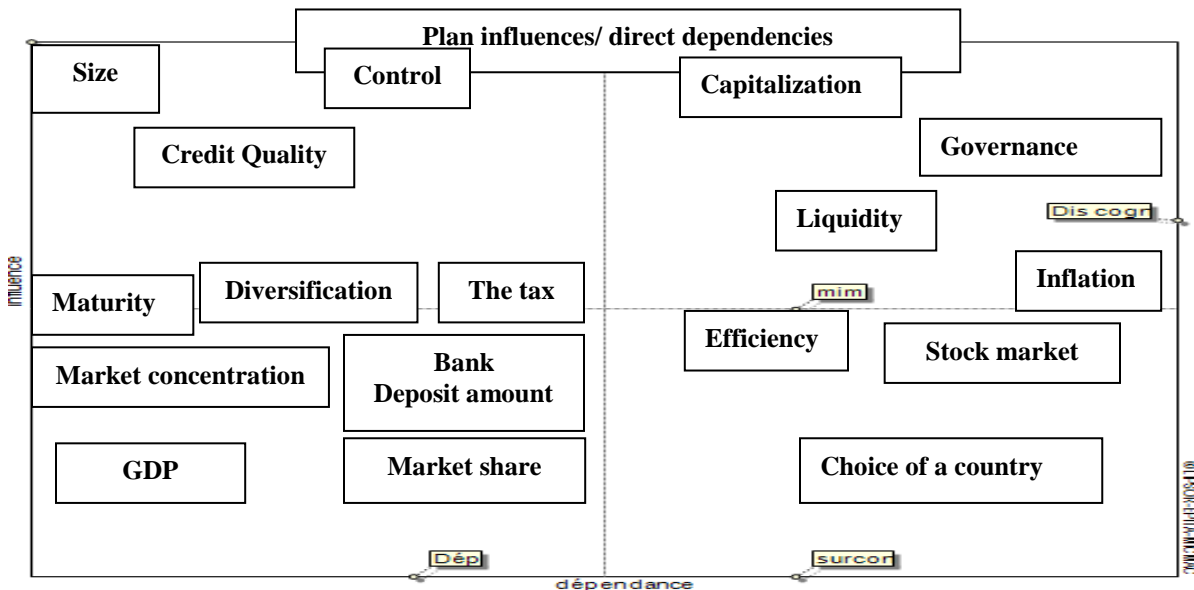 Plan influences/ direct dependencies
Size
Control
Capitalization
Credit Quality
Governance
Liquidity
Dis cogn
influence
Maturity
Diversification
The tax
mim
Inflation
Efficiency
Stock market
Market concentration
Bank
Deposit amount
GDP
Market share
Choice of a country
Dép
surcon
dépendance